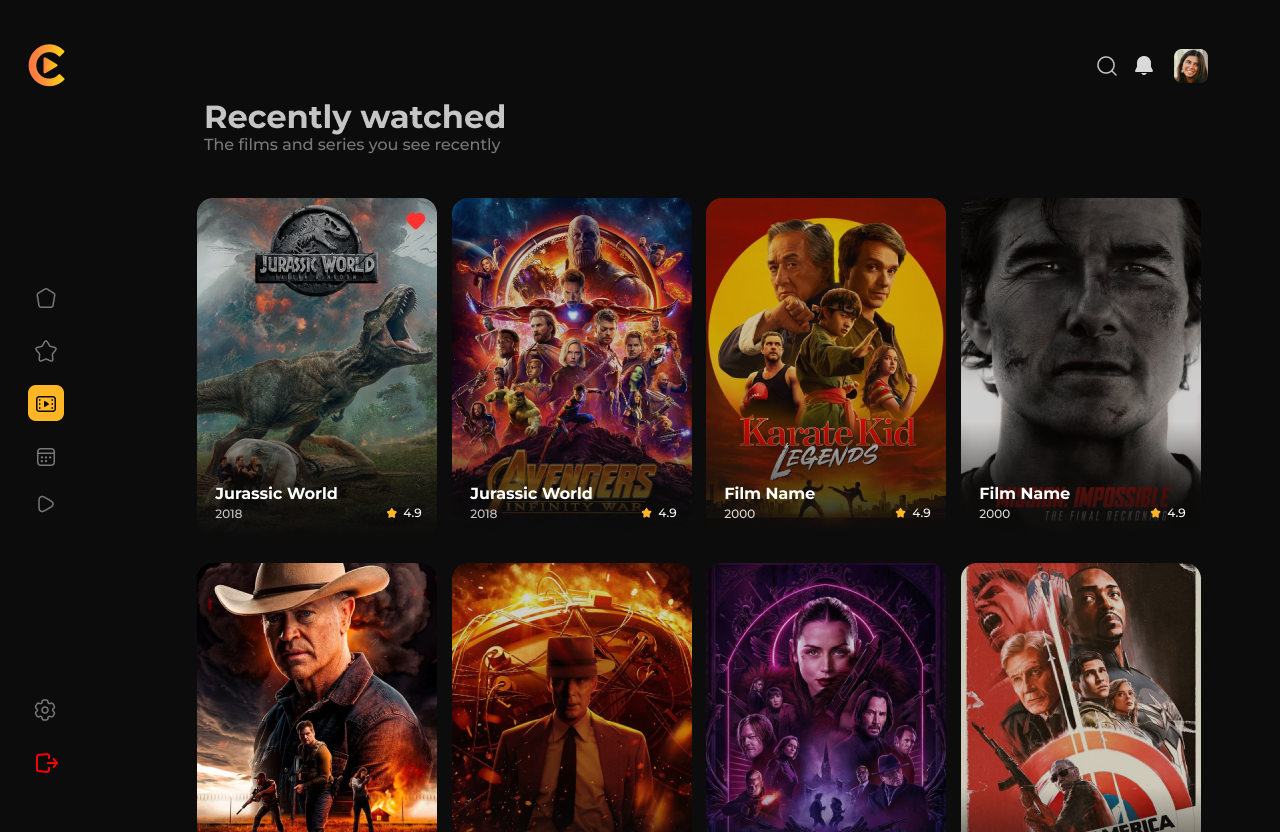 Recently watched
The films and series you see recently
JURASSIC WORLD
Jurassic World
2018
4.9
AVENGERS
INFINITY WAR
Jurassic World
2018
4.9
Karate Kid
LEGENDS
Film Name
2000
4.9
MISSION: IMPOSSIBLE
THE FINAL RECKONING
Film Name
2000
4.9